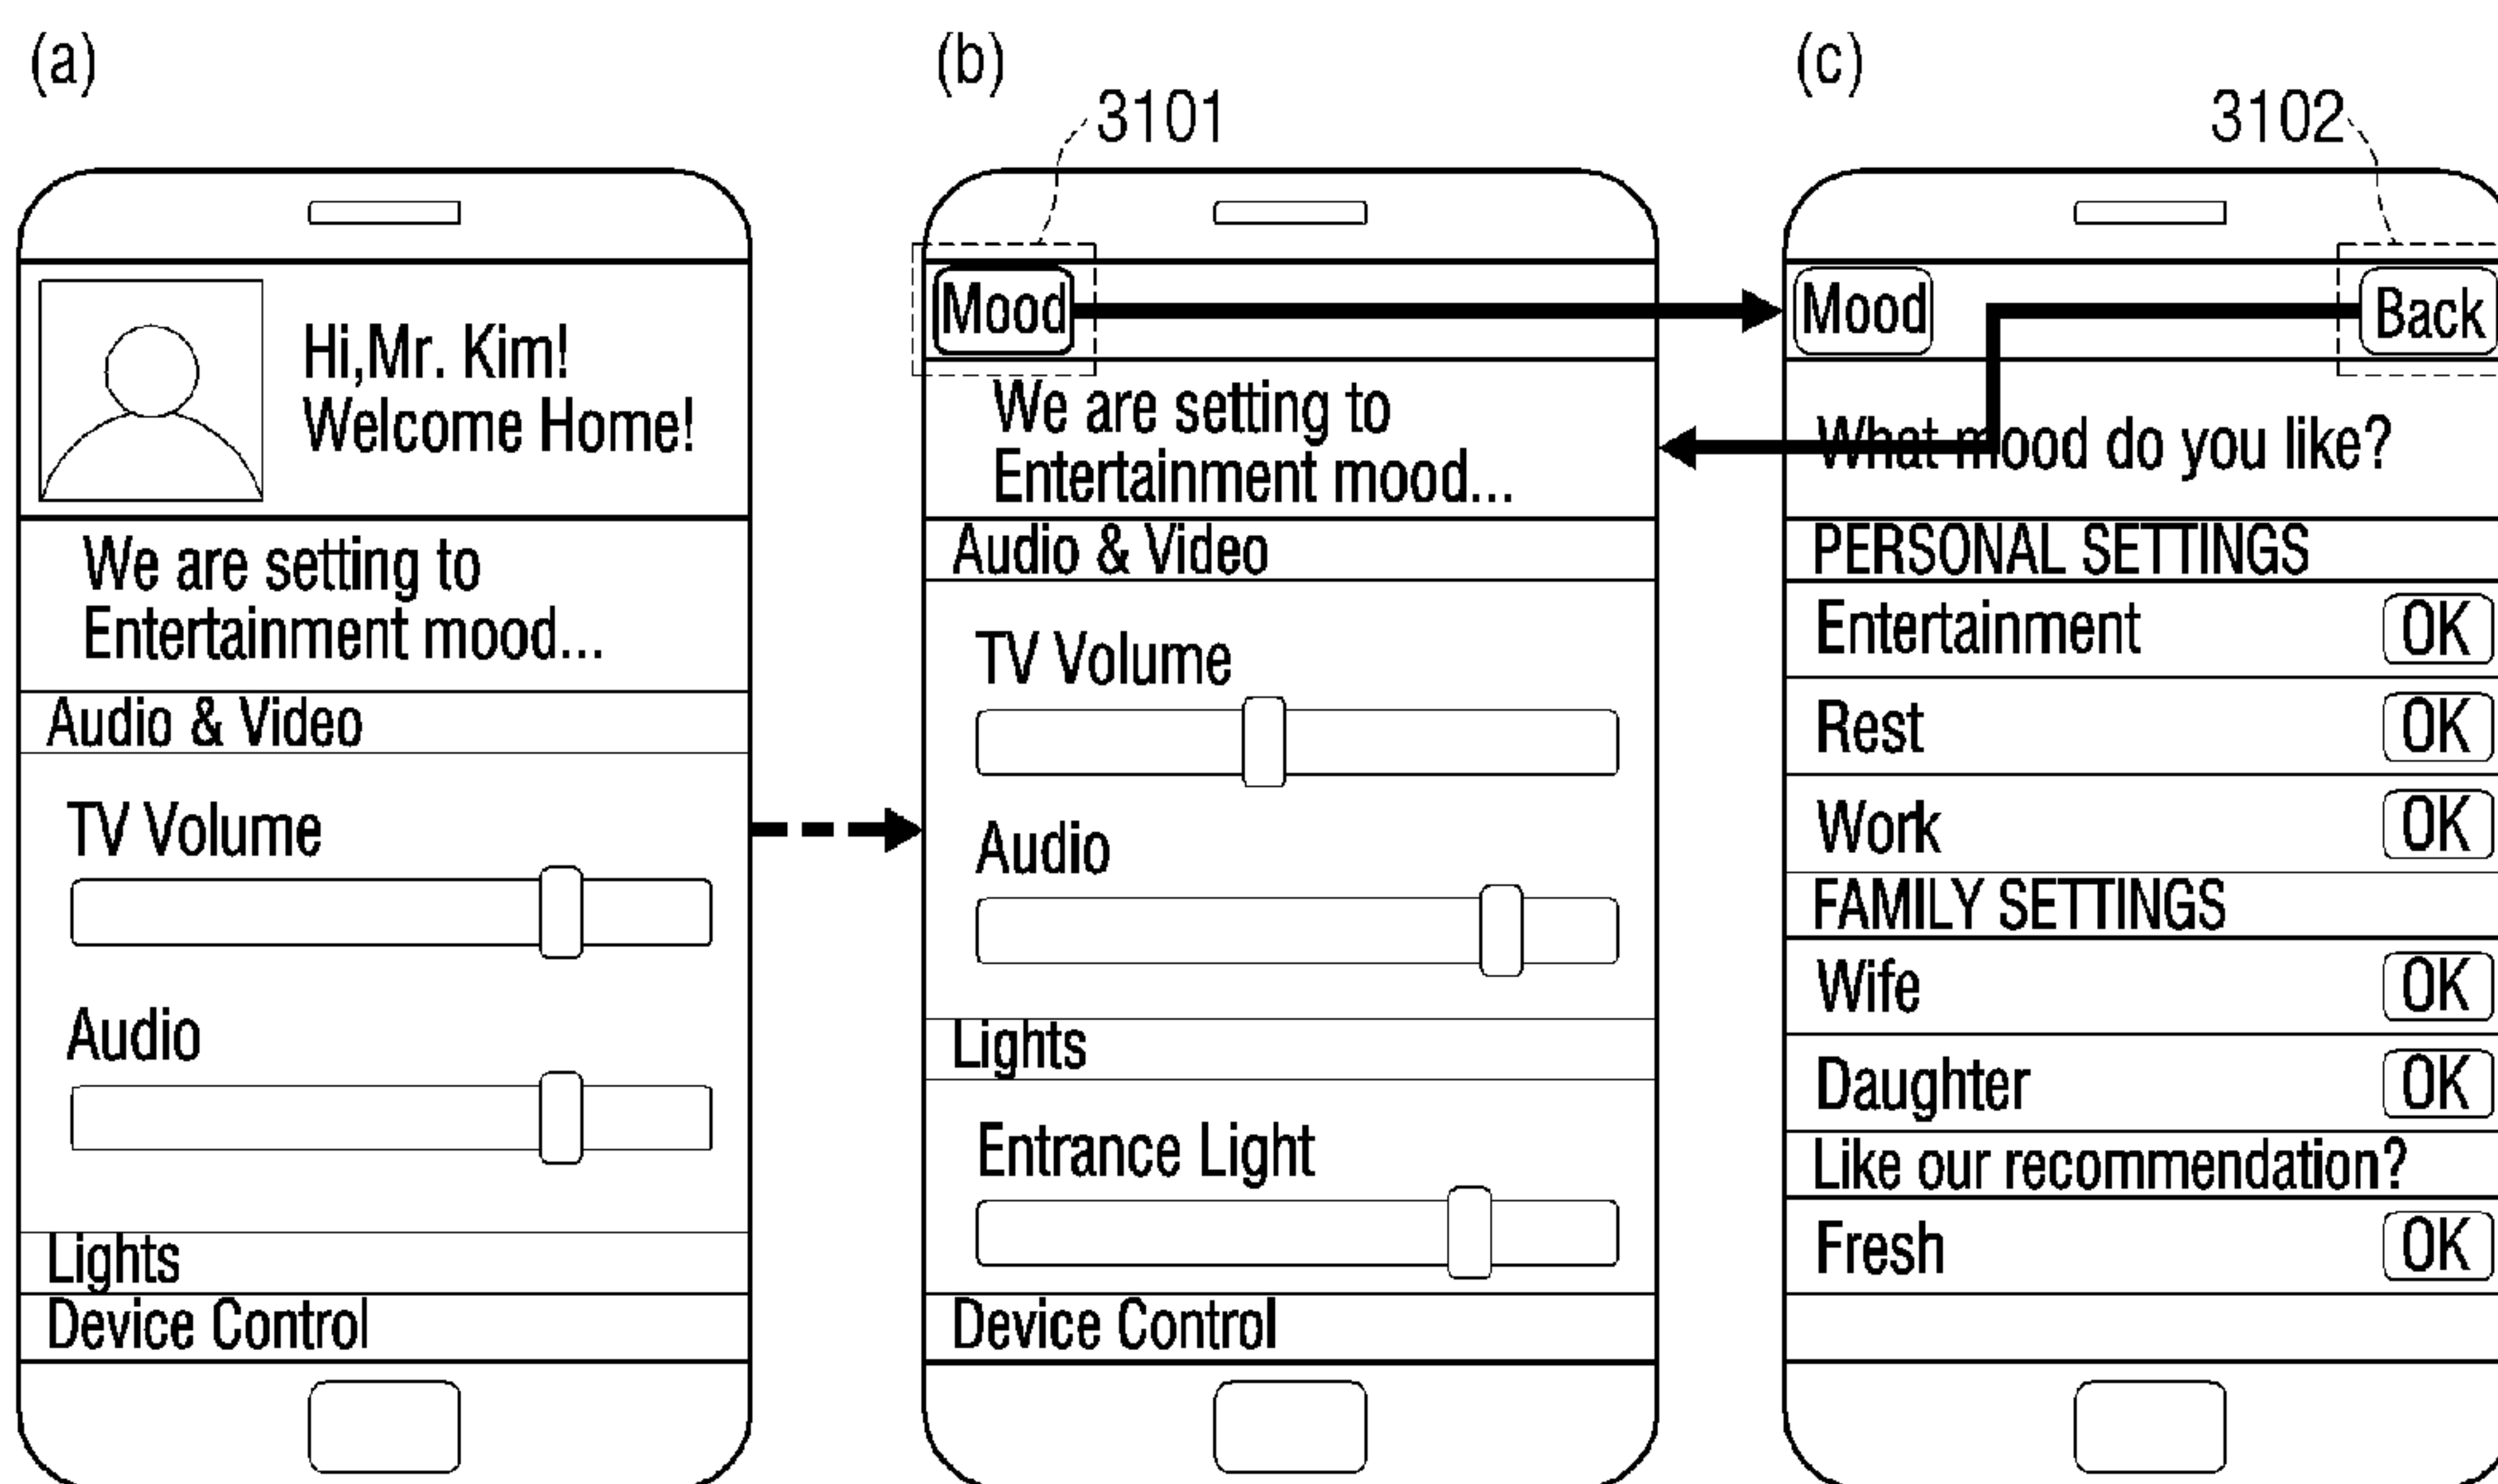 (a)
Hi,Mr. Kim!
Welcome Home!
We are setting to
Entertainment mood...
Audio & Video
TV Volume
Audio
Lights
Device Control
(b)
3101
Mood
We are setting to
Entertainment mood...
Audio & Video
TV Volume
Audio
Lights
Entrance Light
Device Control
(c)
3102
Mood
Back
What mood do you like?
PERSONAL SETTINGS
Entertainment OK
Rest OK
Work OK
FAMILY SETTINGS
Wife OK
Daughter OK
Like our recommendation?
Fresh OK